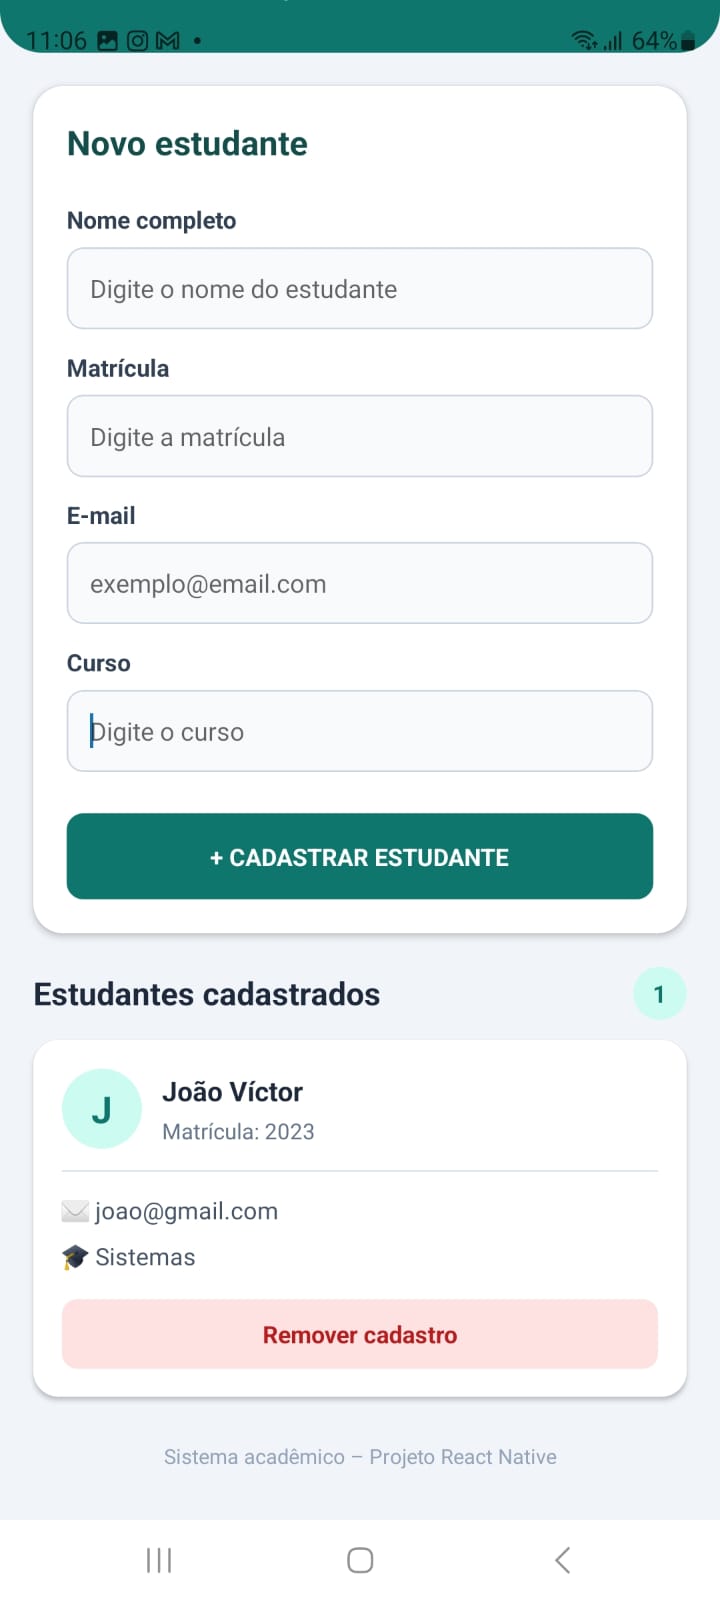 11:06
64%
Novo estudante
Nome completo
Digite o nome do estudante
Matrícula
Digite a matrícula
E-mail
exemplo@email.com
Curso
Digite o curso
+ CADASTRAR ESTUDANTE
Estudantes cadastrados
1
J
João Víctor
Matrícula: 2023
joao@gmail.com
Sistemas
Remover cadastro
Sistema acadêmico – Projeto React Native